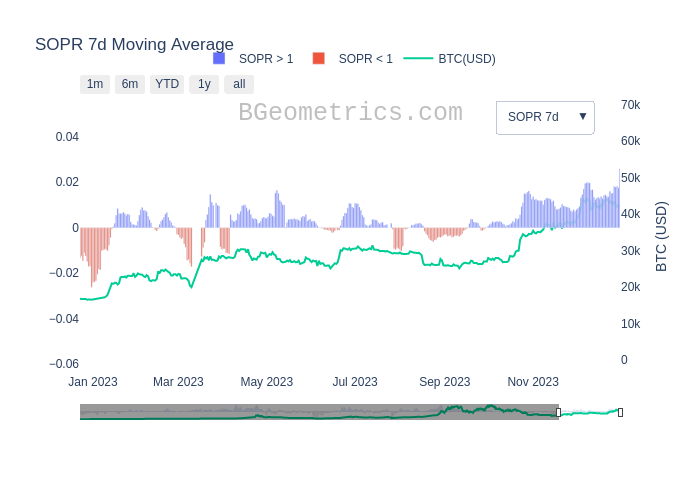 SOPR 7d Moving Average
SOPR > 1 SOPR < 1 BTC(USD)
1m 6m YTD 1y all
BGeometrics.com
SOPR 7d ▼
0.04
0.02
0
−0.02
−0.04
−0.06
70k
60k
50k
40k
30k
20k
10k
0
BTC (USD)
Jan 2023 Mar 2023 May 2023 Jul 2023 Sep 2023 Nov 2023